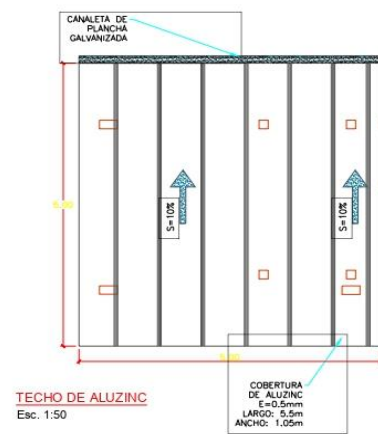 CANALETA DE
PLANCHA
GALVANIZADA
S=10%
S=10%
COBERTURA
DE ALUZINC
E=0.5mm
LARGO: 5.5m
ANCHO: 1.05m
TECHO DE ALUZINC
Esc. 1:50